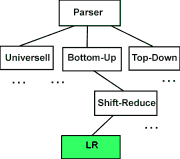 Parser
Universell
Bottom-Up
Top-Down
... ... ...
Shift-Reduce
...
LR